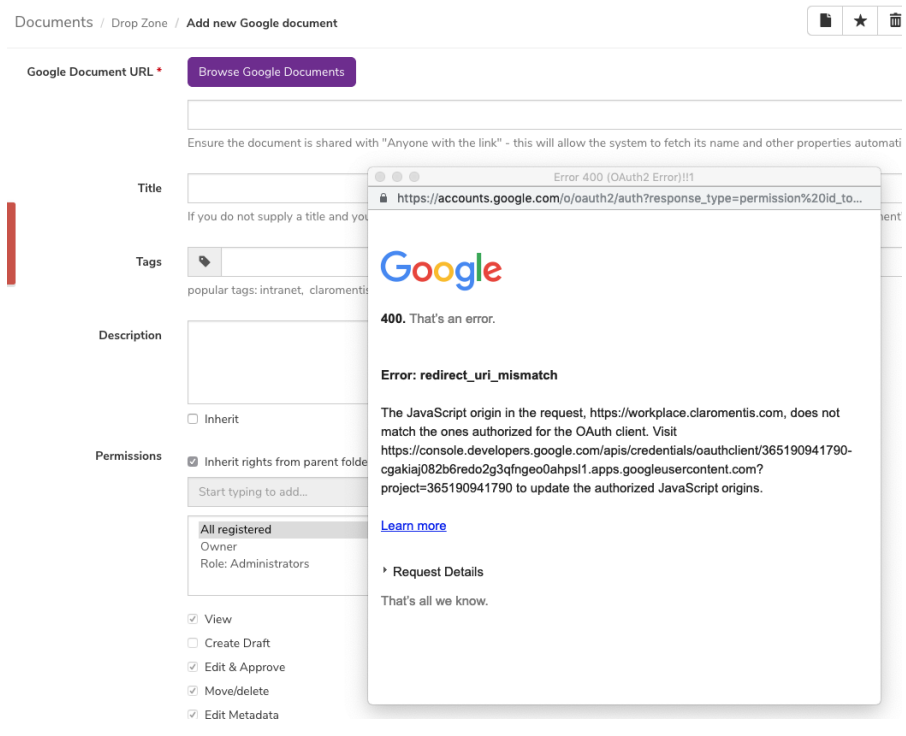 Documents / Drop Zone / Add new Google document
Google Document URL *
Browse Google Documents
Ensure the document is shared with "Anyone with the link" - this will allow the system to fetch its name and other properties automati
Title
If you do not supply a title and you
Tags
popular tags: intranet, claromentis
Description
Inherit
Permissions
Inherit rights from parent folde
Start typing to add...
All registered
Owner
Role: Administrators
View
Create Draft
Edit & Approve
Move/delete
Edit Metadata
Error 400 (OAuth2 Error)!!1
https://accounts.google.com/o/oauth2/auth?response_type=permission%20id_to...
Google
400. That's an error.
Error: redirect_uri_mismatch
The JavaScript origin in the request, https://workplace.claromentis.com, does not
match the ones authorized for the OAuth client. Visit
https://console.developers.google.com/apis/credentials/oauthclient/365190941790-
cgakiaj082b6redo2g3qfngeo0ahpsl1.apps.googleusercontent.com?
project=365190941790 to update the authorized JavaScript origins.
Learn more
Request Details
That's all we know.